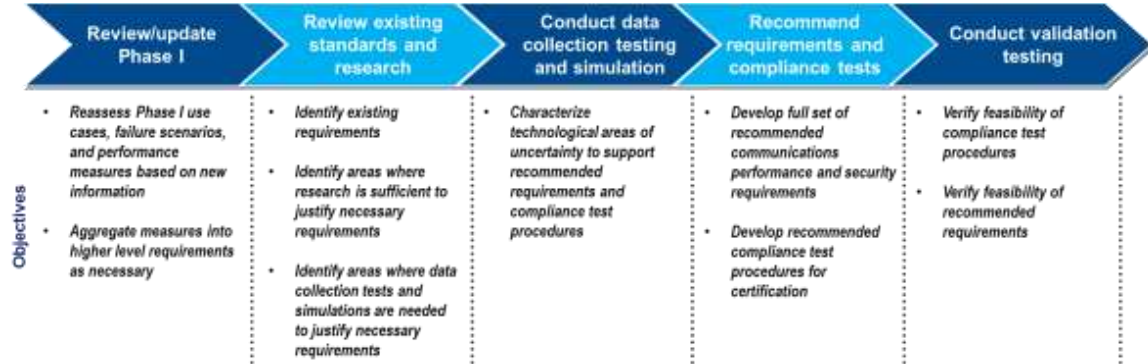 Review/update
Phase I
Review existing
standards and
research
Conduct data
collection testing
and simulation
Recommend
requirements and
compliance tests
Conduct validation
testing
Objectives
• Reassess Phase I use
cases, failure scenarios,
and performance
measures based on new
information
• Aggregate measures into
higher level requirements
as necessary
• Identify existing
requirements
• Identify areas where
research is sufficient to
justify necessary
requirements
• Identify areas where data
collection tests and
simulations are needed
to justify necessary
requirements
• Characterize
technological areas of
uncertainty to support
recommended
requirements and
compliance test
procedures
• Develop full set of
recommended
communications
performance and security
requirements
• Develop recommended
compliance test
procedures for
certification
• Verify feasibility of
compliance test
procedures
• Verify feasibility of
recommended
requirements